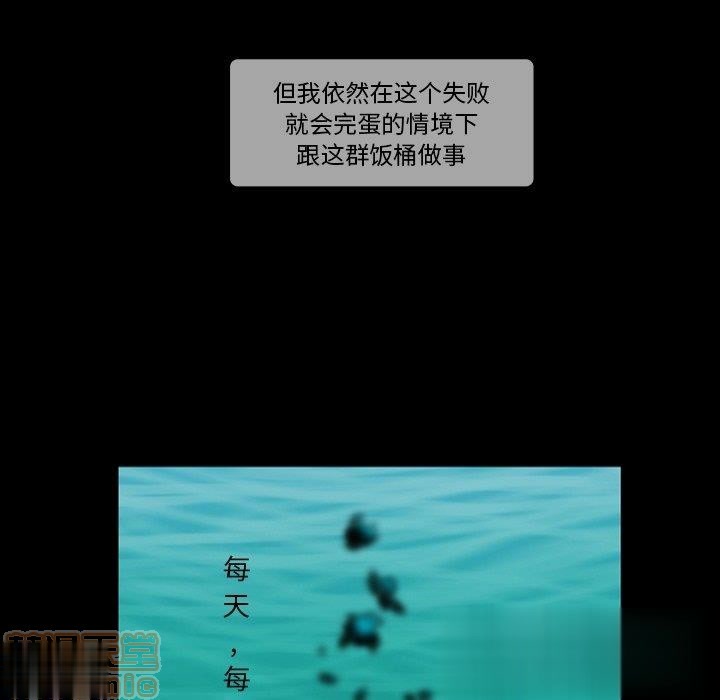 但我依然在这个失败
就会完蛋的情境下
跟这群饭桶做事
每天，每